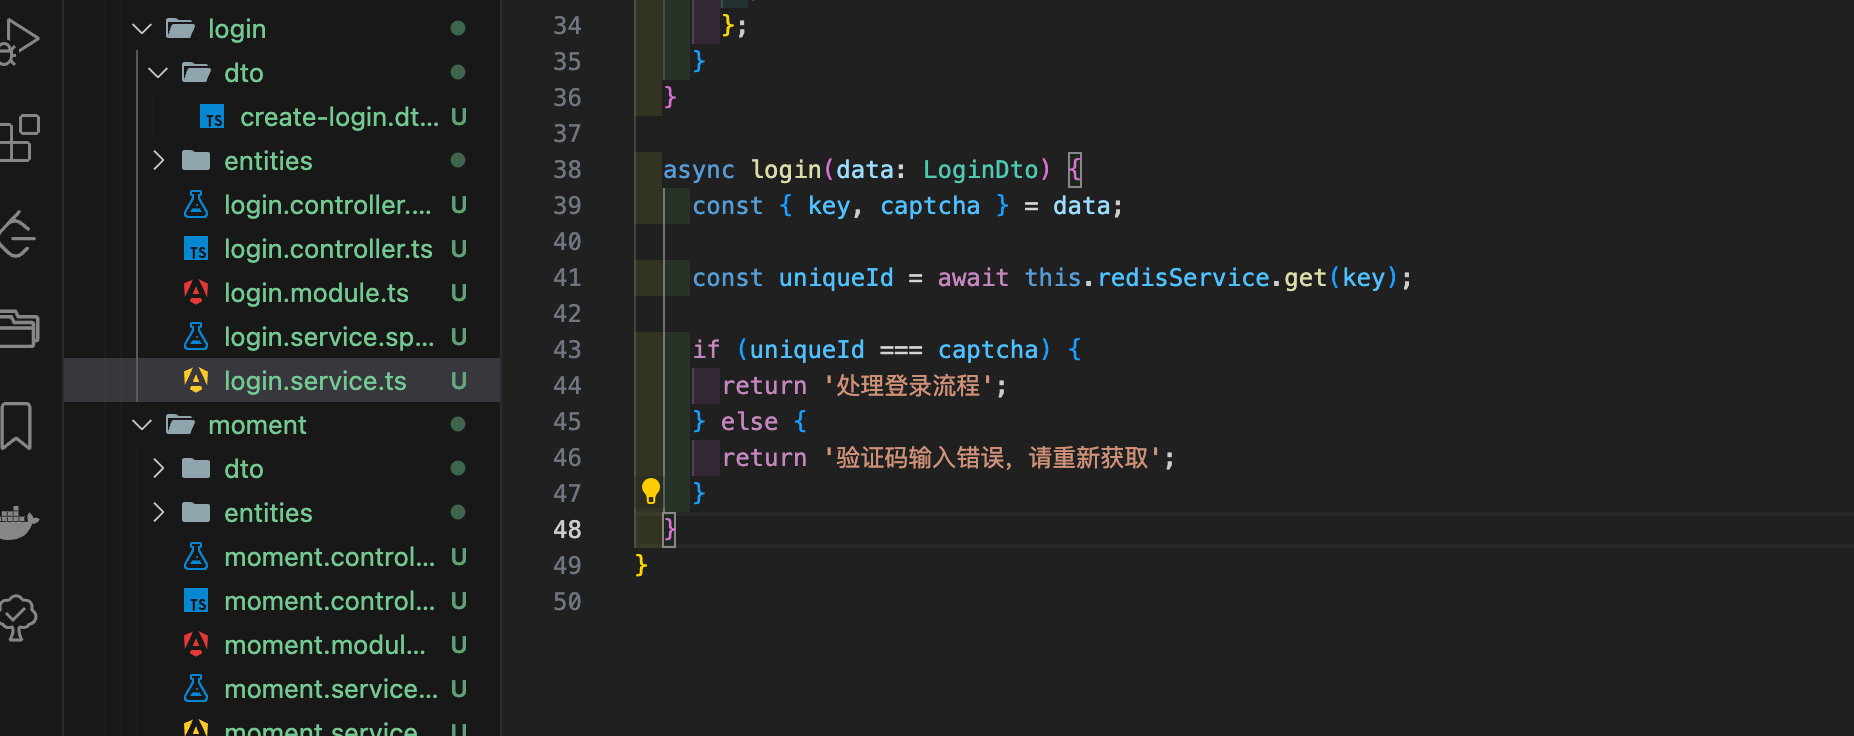 login
dto
create-login.dt... U
entities
login.controller.... U
login.controller.ts U
login.module.ts U
login.service.sp... U
login.service.ts U
moment
dto
entities
moment.control... U
moment.control... U
moment.modul... U
moment.service... U
moment.service U
34 };
35 }
36 }
37
38 async login(data: LoginDto) {
39 const { key, captcha } = data;
40
41 const uniqueId = await this.redisService.get(key);
42
43 if (uniqueId === captcha) {
44 return '处理登录流程';
45 } else {
46 return '验证码输入错误，请重新获取';
47 }
48 }
49 }
50